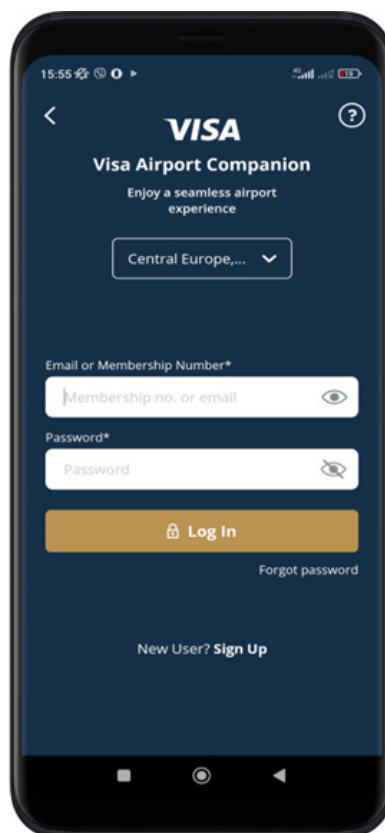 15:55
VISA
Visa Airport Companion
Enjoy a seamless airport
experience
Central Europe,...
Email or Membership Number*
Membership no. or email
Password*
Password
Log In
Forgot password
New User? Sign Up